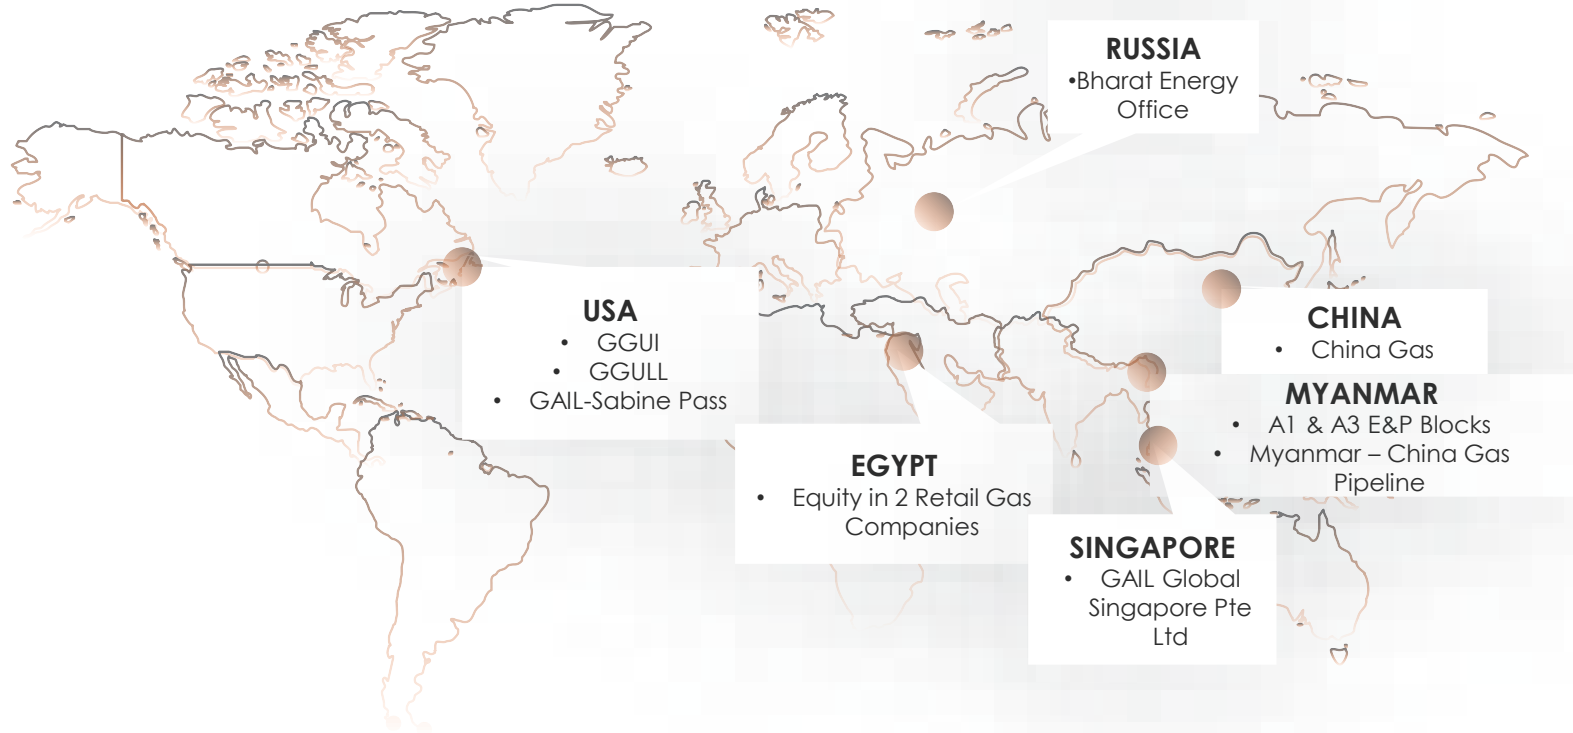 RUSSIA
•Bharat Energy
Office
USA
• GGUI
• GGULL
• GAIL-Sabine Pass
CHINA
• China Gas
MYANMAR
• A1 & A3 E&P Blocks
• Myanmar – China Gas
Pipeline
EGYPT
• Equity in 2 Retail Gas
Companies
SINGAPORE
• GAIL Global
Singapore Pte
Ltd